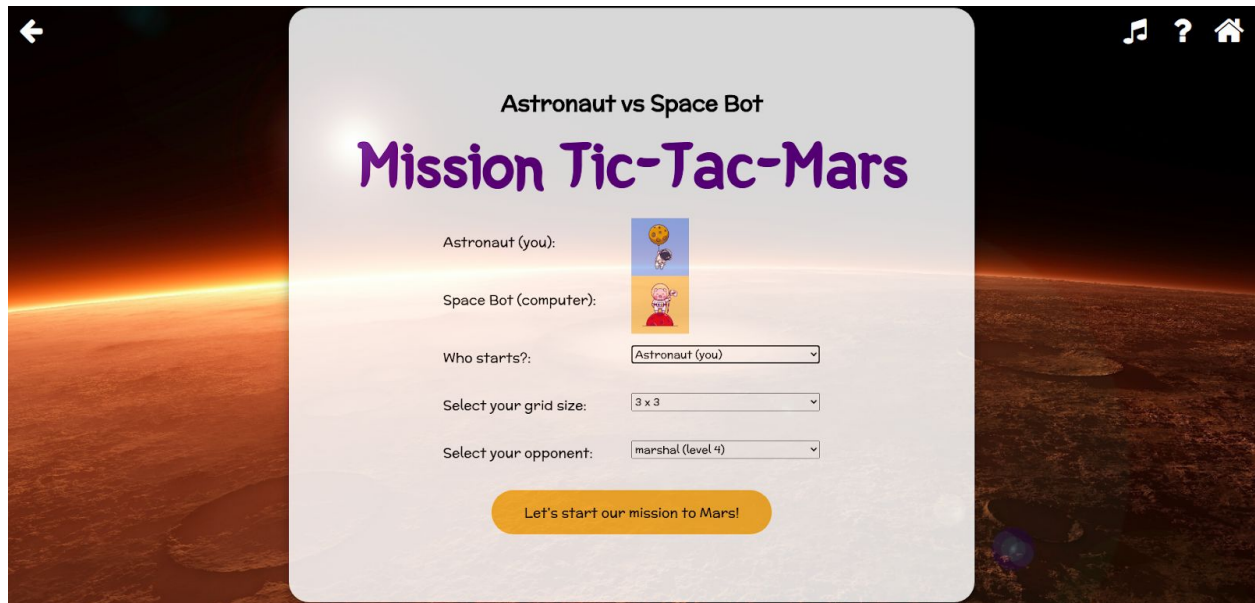 Astronaut vs Space Bot
Mission Tic-Tac-Mars
Astronaut (you):
Space Bot (computer):
Who starts?: Astronaut (you)
Select your grid size: 3 x 3
Select your opponent: marshal (level 4)
Let's start our mission to Mars!